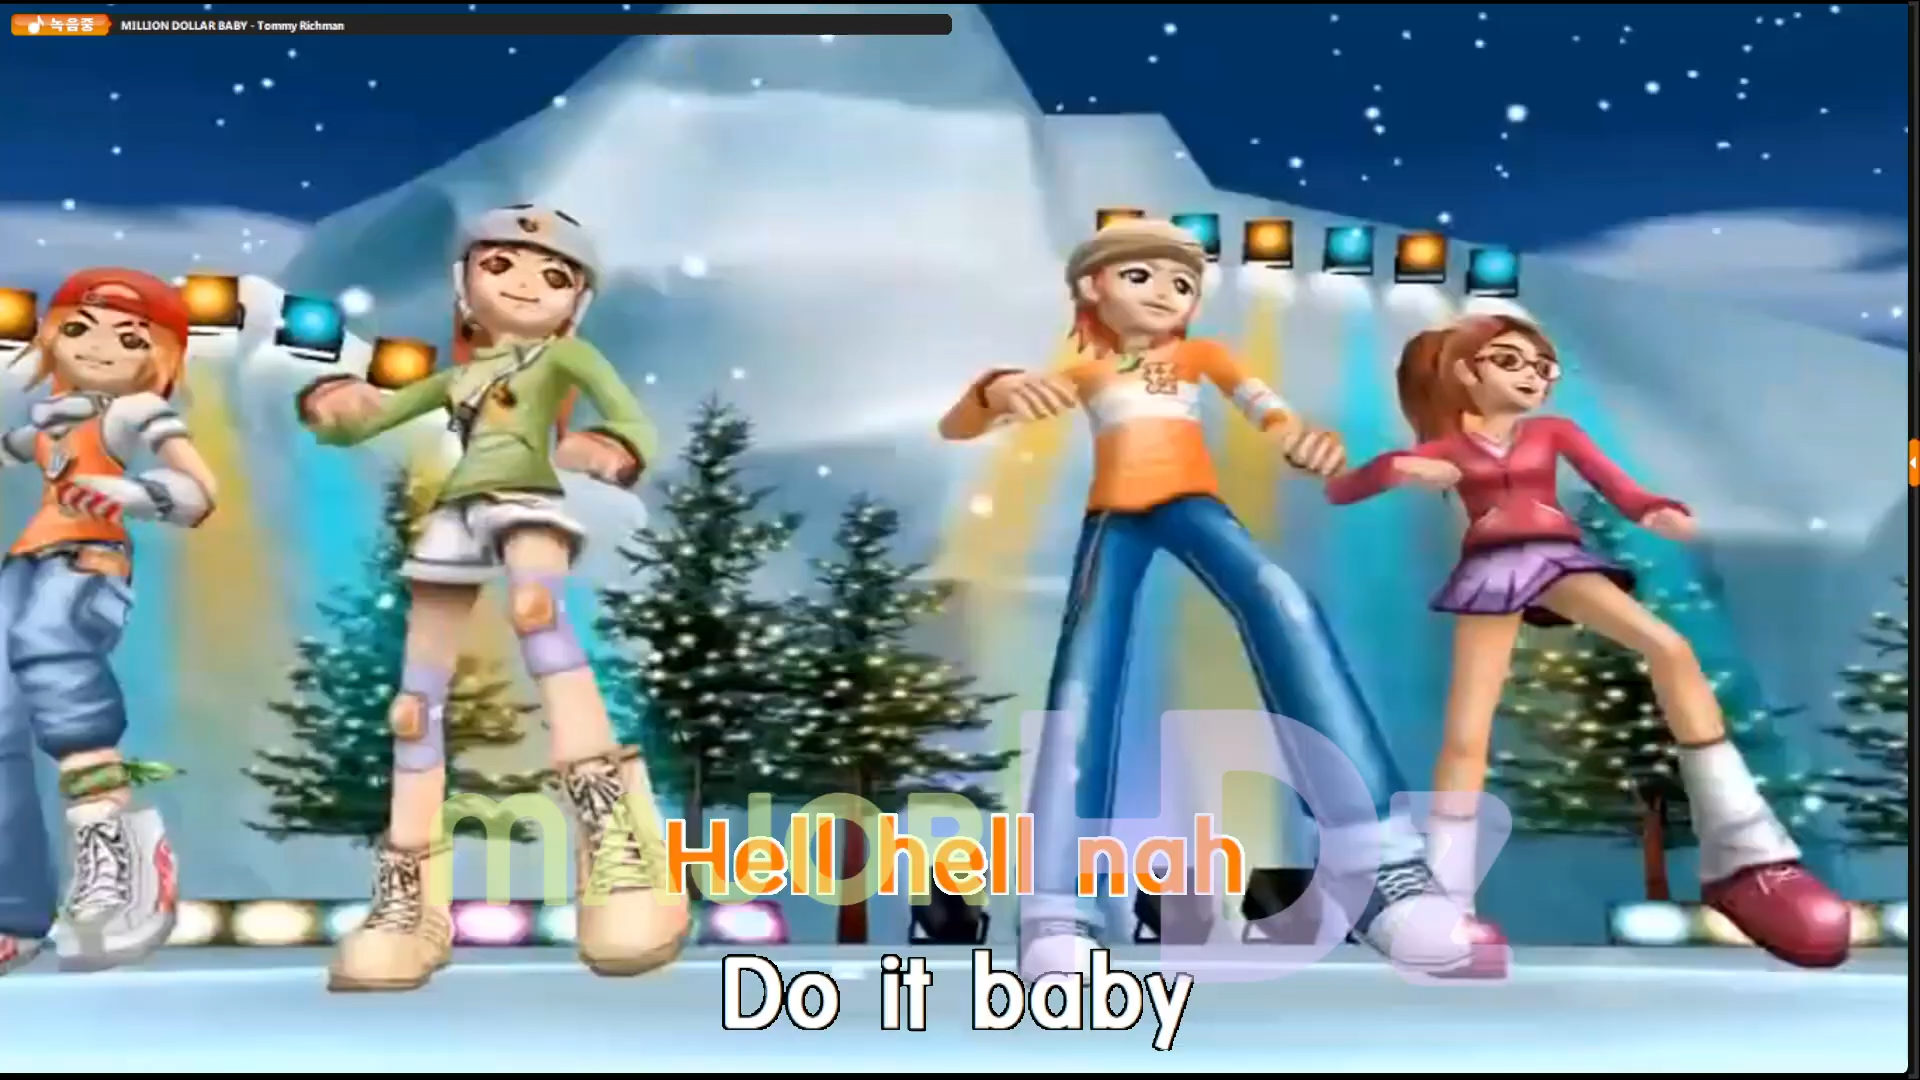 녹음중 MILLION DOLLAR BABY - Tommy Richman
Hell hell nah
Do it baby